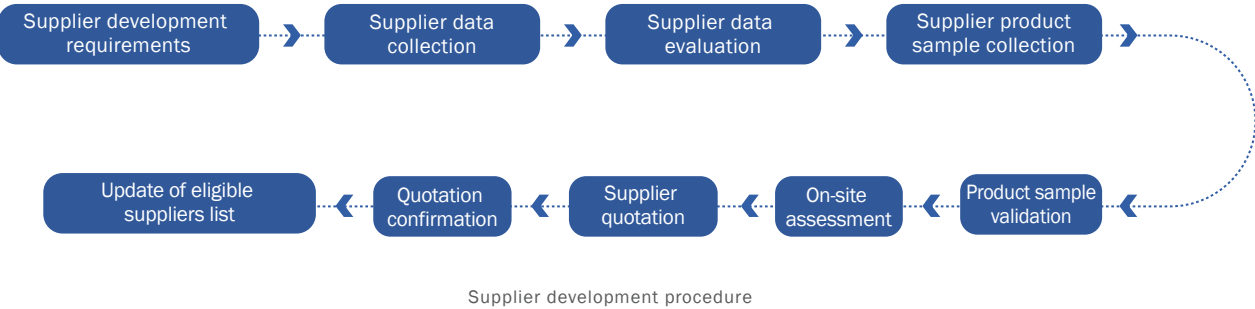 Supplier development
requirements
Supplier data
collection
Supplier data
evaluation
Supplier product
sample collection
Product sample
validation
On-site
assessment
Supplier
quotation
Quotation
confirmation
Update of eligible
suppliers list
Supplier development procedure